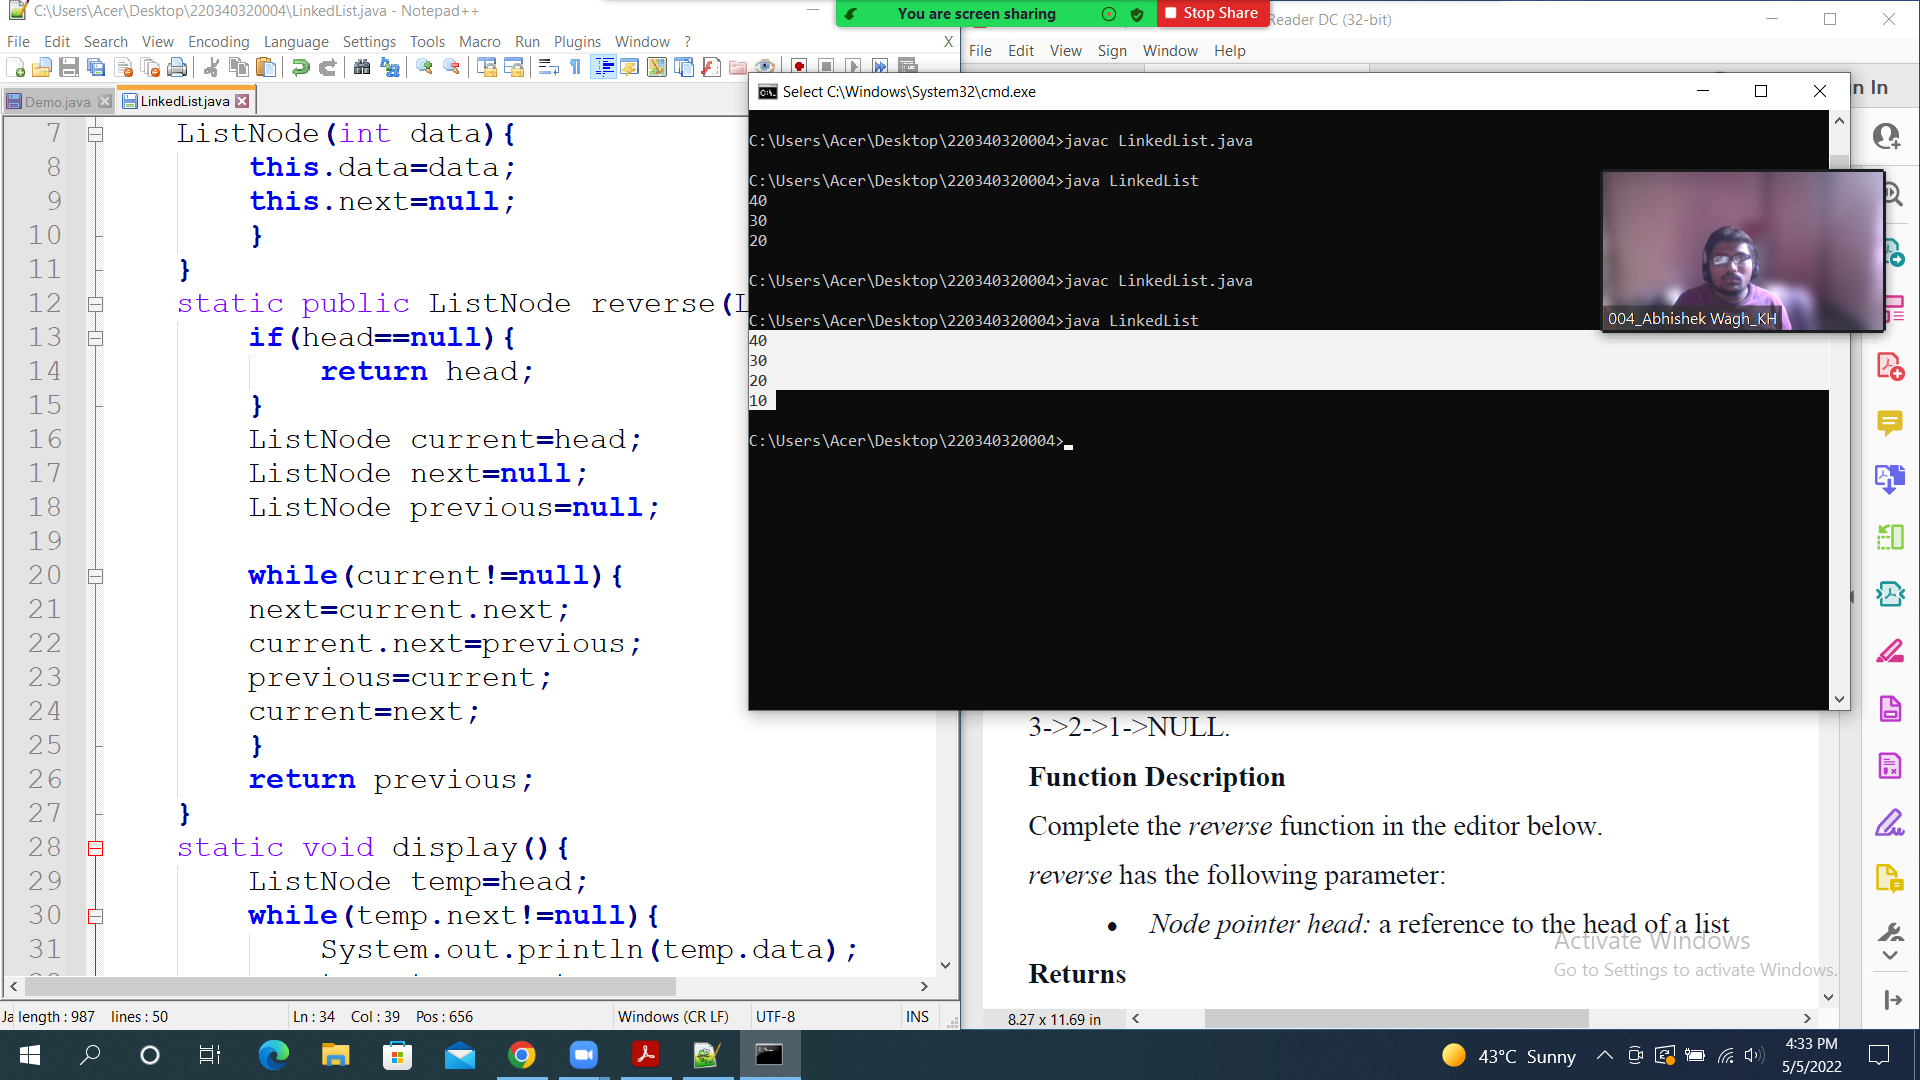 C:\Users\Acer\Desktop\220340320004\LinkedList.java - Notepad++
File Edit Search View Encoding Language Settings Tools Macro Run Plugins Window ? X
Demo.java LinkedList.java
7 ListNode(int data){
8 this.data=data;
9 this.next=null;
10 }
11 }
12 static public ListNode reverse(
13 if(head==null){
14 return head;
15 }
16 ListNode current=head;
17 ListNode next=null;
18 ListNode previous=null;
19
20 while(current!=null){
21 next=current.next;
22 current.next=previous;
23 previous=current;
24 current=next;
25 }
26 return previous;
27 }
28 static void display(){
29 ListNode temp=head;
30 while(temp.next!=null){
31 System.out.println(temp.data);
length : 987 lines : 50 Ln : 34 Col : 39 Pos : 656 Windows (CR LF) UTF-8 INS
You are screen sharing Stop Share
Reader DC (32-bit)
File Edit View Sign Window Help
n In
Select C:\Windows\System32\cmd.exe
C:\Users\Acer\Desktop\220340320004>javac LinkedList.java
C:\Users\Acer\Desktop\220340320004>java LinkedList
40
30
20
C:\Users\Acer\Desktop\220340320004>javac LinkedList.java
C:\Users\Acer\Desktop\220340320004>java LinkedList
40
30
20
10
C:\Users\Acer\Desktop\220340320004>
004_Abhishek Wagh_KH
3->2->1->NULL.
Function Description
Complete the reverse function in the editor below.
reverse has the following parameter:
• Node pointer head: a reference to the head of a list
Returns
Activate Windows
Go to Settings to activate Windows.
8.27 x 11.69 in
43°C Sunny
4:33 PM
5/5/2022